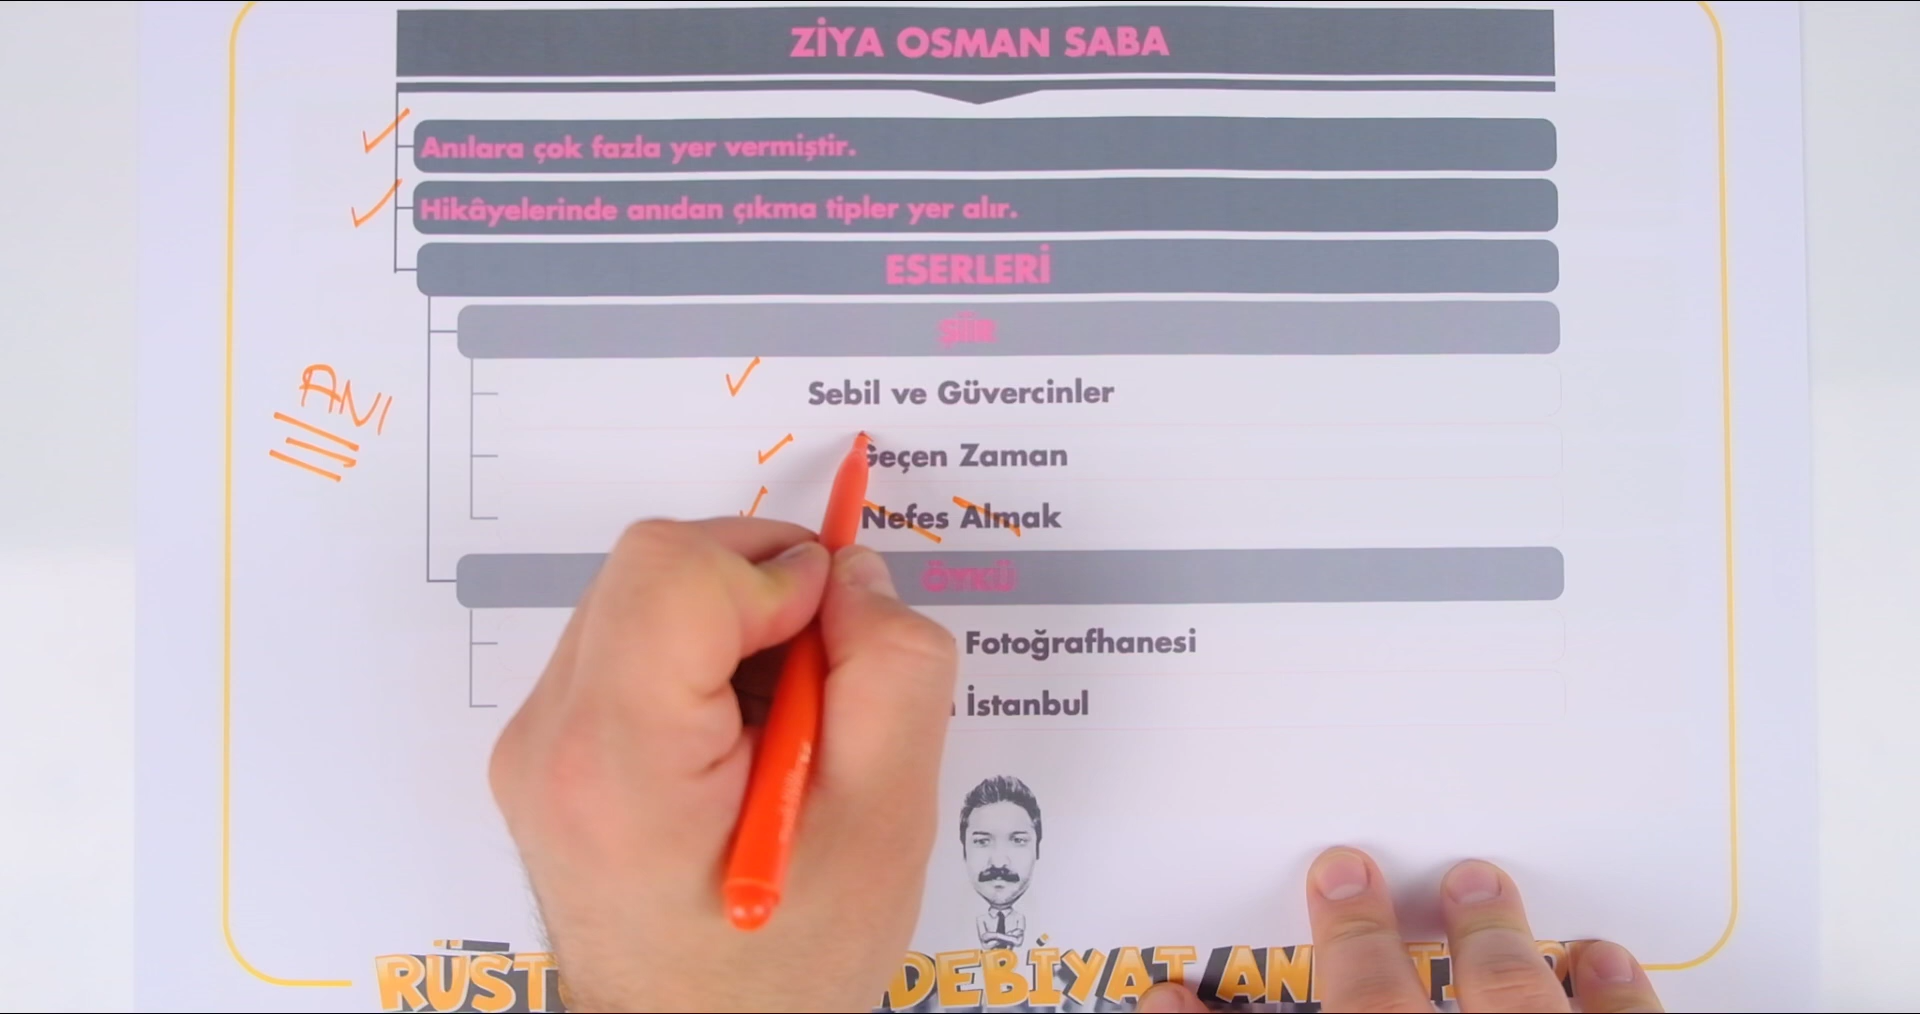 ZİYA OSMAN SABA
Anılara çok fazla yer vermiştir.
Hikâyelerinde anıdan çıkma tipler yer alır.
ESERLERİ
ŞİİR
Sebil ve Güvercinler
ANI
Geçen Zaman
Nefes Almak
ÖYKÜ
Fotoğrafhanesi
İstanbul